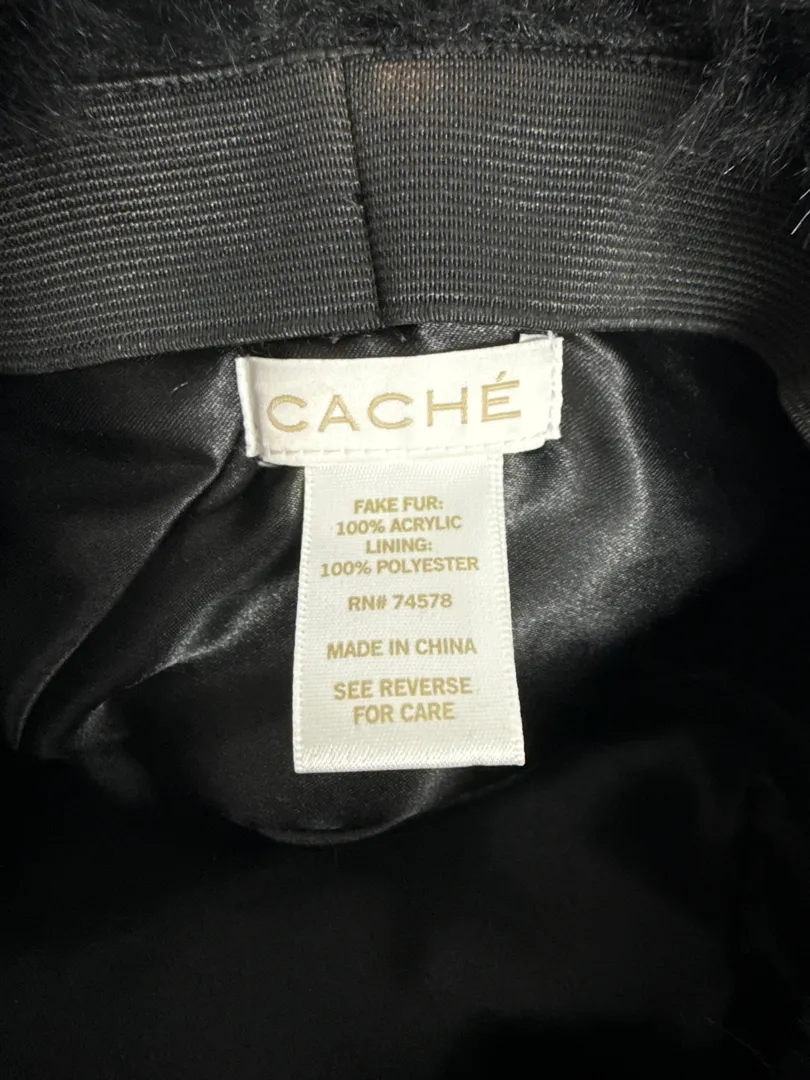 CACHÉ
FAKE FUR:
100% ACRYLIC
LINING:
100% POLYESTER
RN# 74578
MADE IN CHINA
SEE REVERSE
FOR CARE